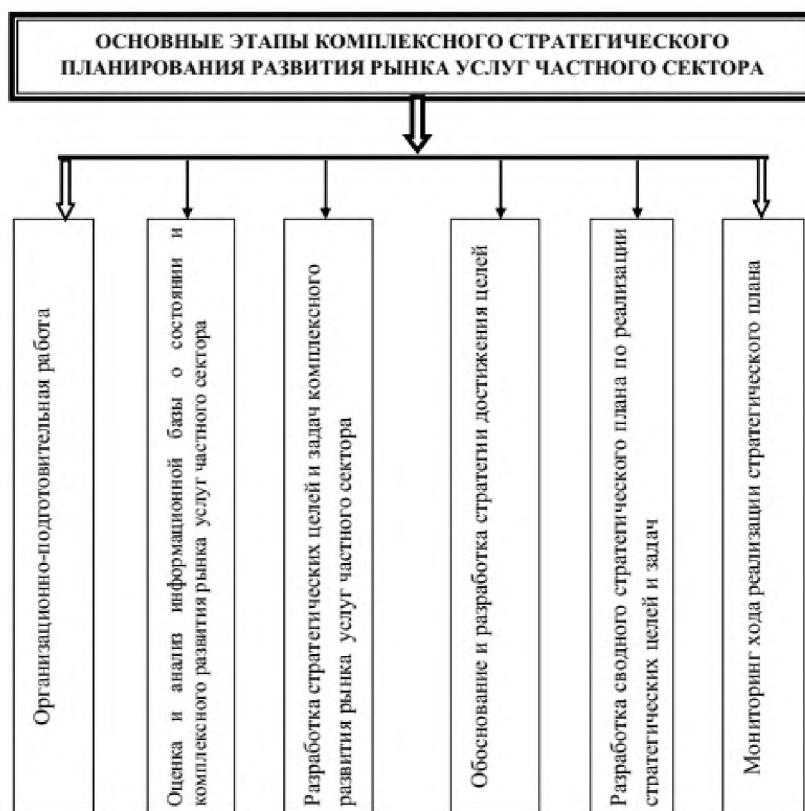 ОСНОВНЫЕ ЭТАПЫ КОМПЛЕКСНОГО СТРАТЕГИЧЕСКОГО
ПЛАНИРОВАНИЯ РАЗВИТИЯ РЫНКА УСЛУГ ЧАСТНОГО СЕКТОРА
Организационно-подготовительная работа
Оценка и анализ информационной базы о состоянии и
комплексного развития рынка услуг частного сектора
Разработка стратегических целей и задач комплексного
развития рынка услуг частного сектора
Обоснование и разработка стратегии достижения целей
Разработка сводного стратегического плана по реализации
стратегических целей и задач
Мониторинг хода реализации стратегического плана